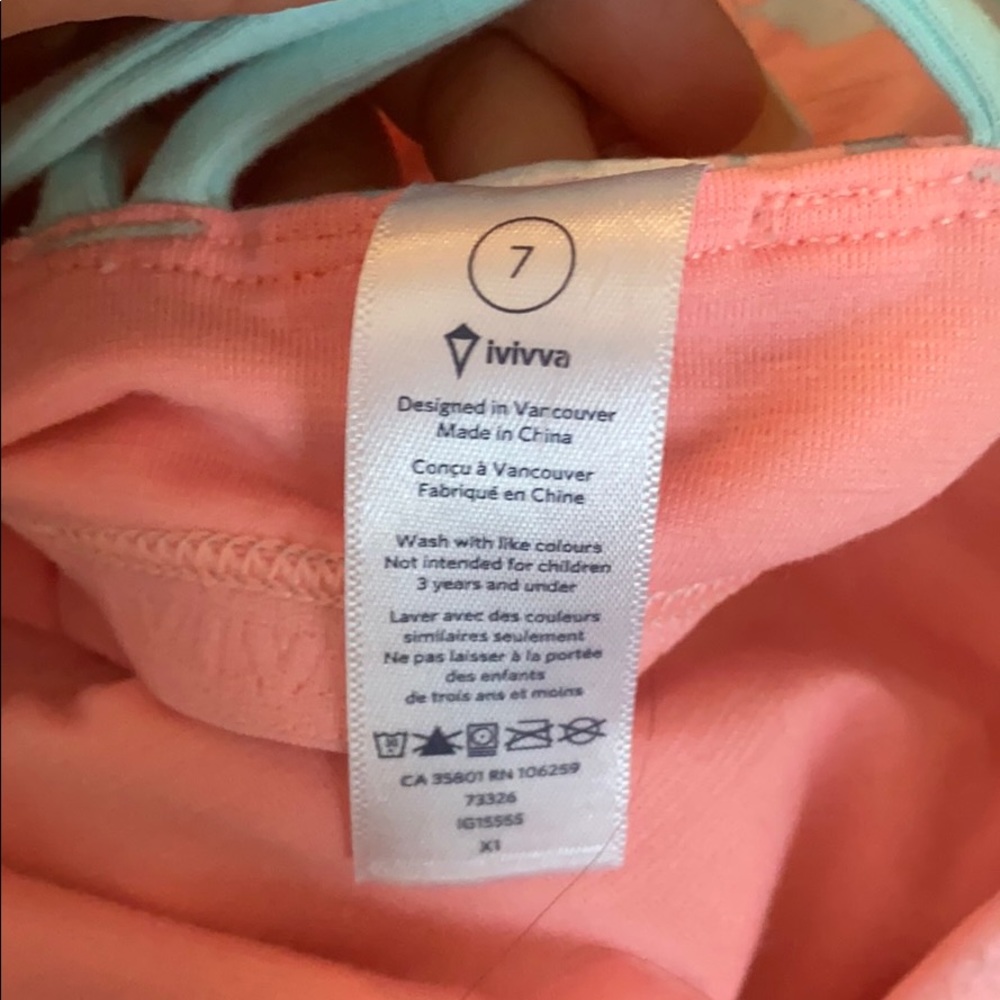 7
ivivva
Designed in Vancouver
Made in China
Conçu à Vancouver
Fabriqué en Chine
Wash with like colours
Not intended for children
3 years and under
Laver avec des couleurs
similaires seulement
Ne pas laisser à la portée
des enfants
de trois ans et moins
30
CA 35801 RN 106259
73326
IG15955
X1